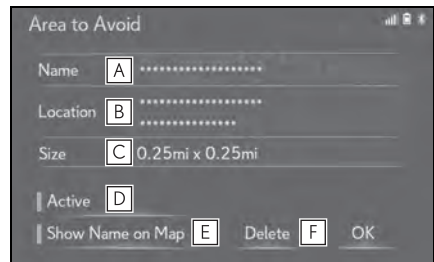 Area to Avoid
Name A ••••••••••••••••••••
Location B ••••••••••••••••••••
••••••••••••••••
Size C 0.25mi x 0.25mi
Active D
Show Name on Map E Delete F OK